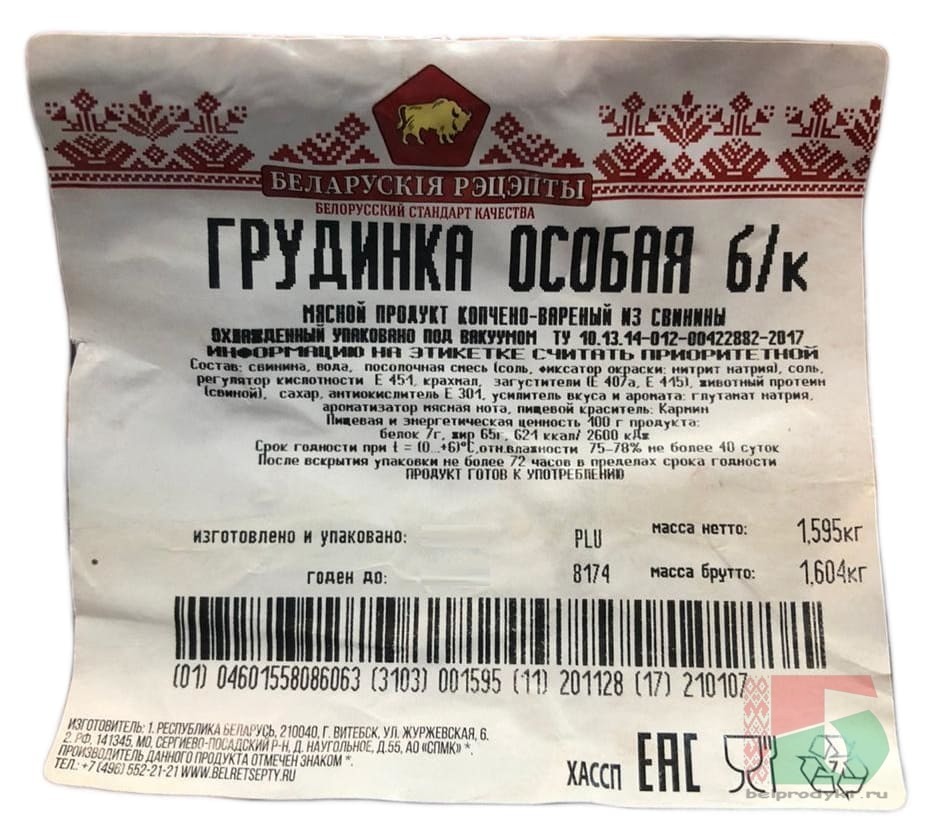 БЕЛАРУСКІЯ РЭЦЭПТЫ
БЕЛОРУССКИЙ СТАНДАРТ КАЧЕСТВА
ГРУДИНКА ОСОБАЯ б/к
МЯСНОЙ ПРОДУКТ КОПЧЕНО-ВАРЕНЫЙ ИЗ СВИНИНЫ
ОХЛАЖДЕННЫЙ УПАКОВАНО ПОД ВАКУУМОМ ТУ 10.13.14-012-00422882-2017
ИНФОРМАЦИЮ НА ЭТИКЕТКЕ СЧИТАТЬ ПРИОРИТЕТНОЙ
Состав: свинина, вода, посолочная смесь (соль, фиксатор окраски: нитрит натрия), соль,
регулятор кислотности Е 451, крахмал, загустители (Е 407а, Е 415), животный протеин
(свиной), сахар, антиокислитель Е 301, усилитель вкуса и аромата: глутамат натрия,
ароматизатор мясная нота, пищевой краситель: Кармин
Пищевая и энергетическая ценность 100 г продукта:
белок 7г, жир 65г, 621 ккал/ 2600 кДж
Срок годности при t = (0...+6)°С,отн.влажности 75-78% не более 40 суток
После вскрытия упаковки не более 72 часов в пределах срока годности
ПРОДУКТ ГОТОВ К УПОТРЕБЛЕНИЮ
изготовлено и упаковано: PLU масса нетто: 1,595кг
годен до: 8174 масса брутто: 1,604кг
(01) 04601558086063 (3103) 001595 (11) 201128 (17) 210107
ИЗГОТОВИТЕЛЬ: 1. РЕСПУБЛИКА БЕЛАРУСЬ, 210040, Г. ВИТЕБСК, УЛ. ЖУРЖЕВСКАЯ, 6.
2. РФ, 141345, МО, СЕРГИЕВО-ПОСАДСКИЙ Р-Н, Д. НАУГОЛЬНОЕ, Д.55, АО «СПМК» *.
ПРОИЗВОДИТЕЛЬ ДАННОГО ПРОДУКТА ОТМЕЧЕН ЗНАКОМ *.
ТЕЛ.: +7 (496) 552-21-21 WWW.BELRETSEPTY.RU
ХАССП ЕАС
7
belprodykt.ru